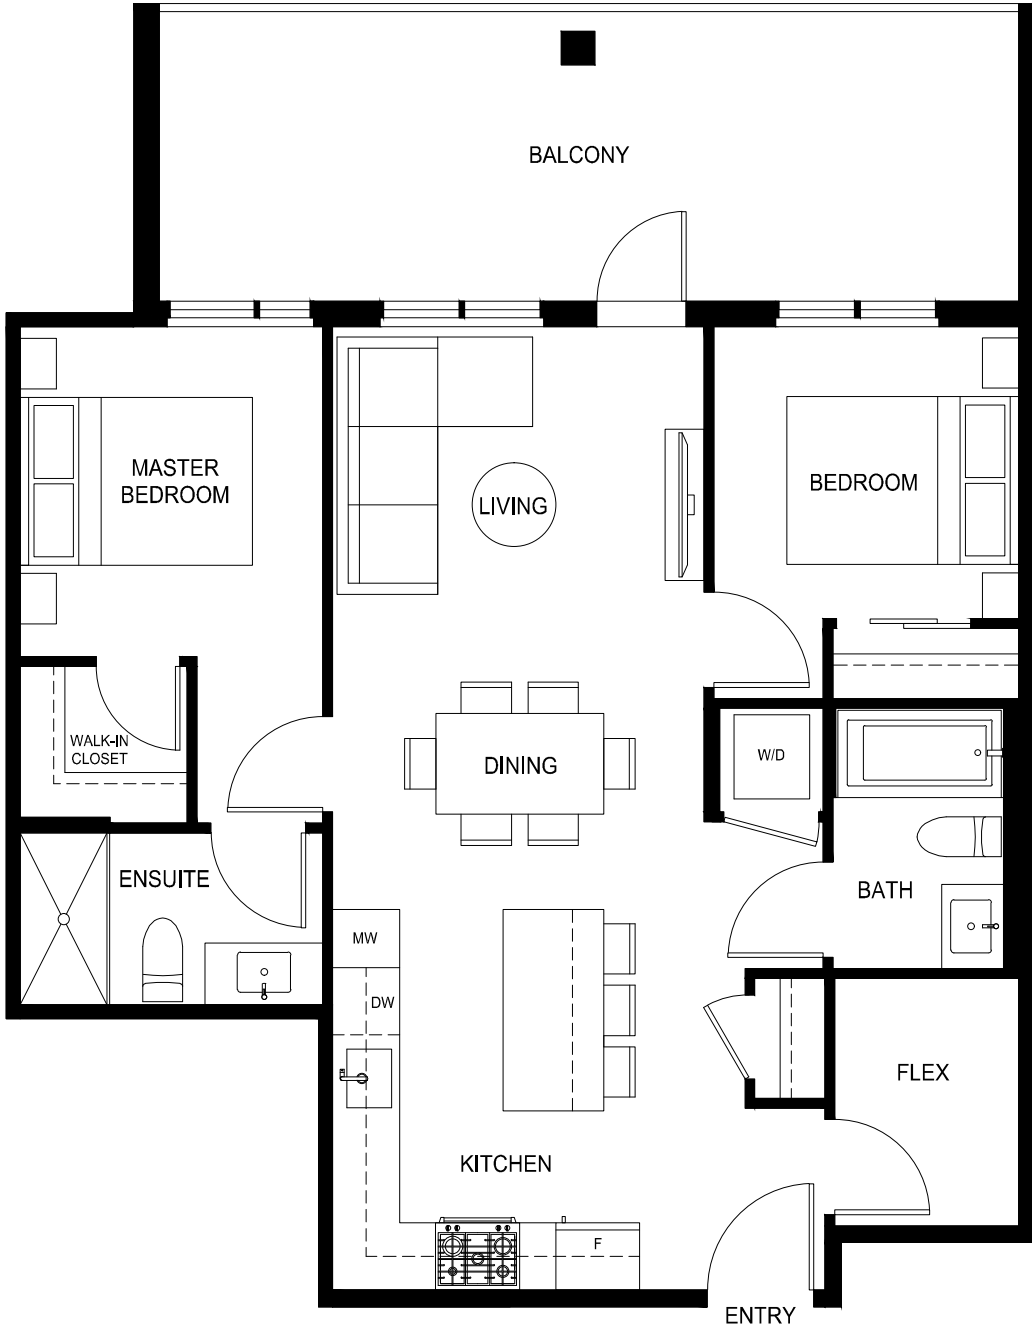 BALCONY
MASTER
BEDROOM
LIVING
BEDROOM
WALK-IN
CLOSET
DINING
W/D
ENSUITE
BATH
MW
DW
FLEX
KITCHEN
F
ENTRY